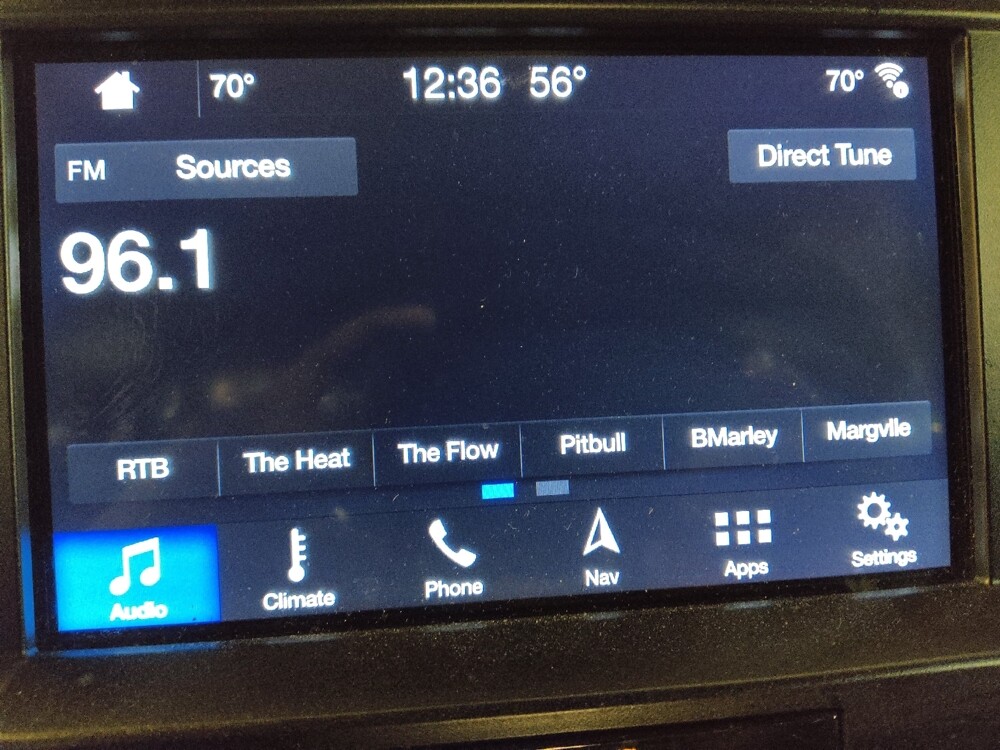 70° 12:36 56° 70°
FM Sources Direct Tune
96.1
RTB The Heat The Flow Pitbull BMarley Margvlle
Audio Climate Phone Nav Apps Settings